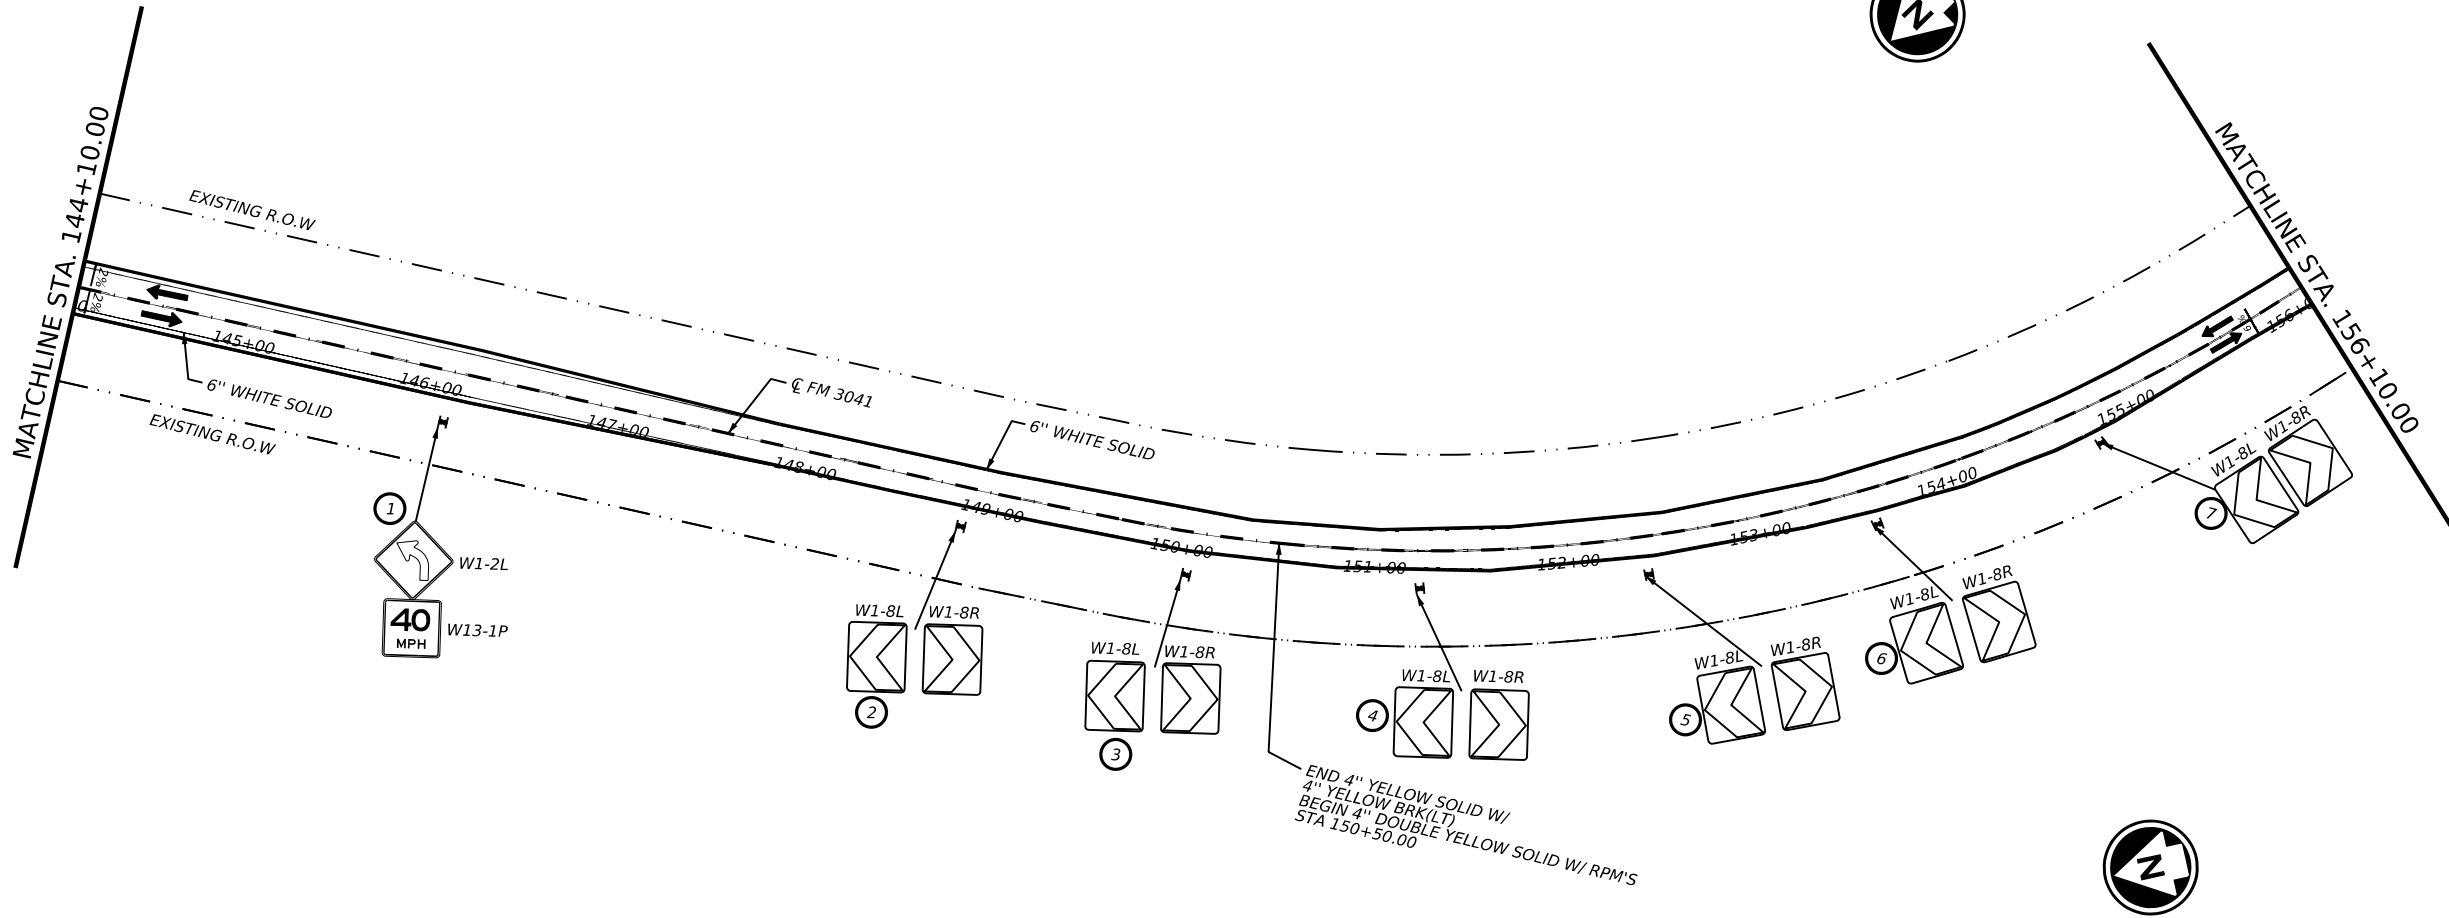 N
MATCHLINE STA. 144+10.00
EXISTING R.O.W
2%
2%
145+00
146+00
147+00
148+00
149+00
150+00
151+00
152+00
153+00
154+00
155+00
6'' WHITE SOLID
EXISTING R.O.W
℄ FM 3041
6'' WHITE SOLID
MATCHLINE STA. 156+10.00
1
W1-2L
40
MPH
W13-1P
W1-8L W1-8R
2
W1-8L W1-8R
3
W1-8L W1-8R
4
W1-8L W1-8R
5
W1-8L W1-8R
6
W1-8L W1-8R
7
END 4'' YELLOW SOLID W/
4'' YELLOW BRK(LT)
BEGIN 4'' DOUBLE YELLOW SOLID W/ RPM'S
STA 150+50.00
N